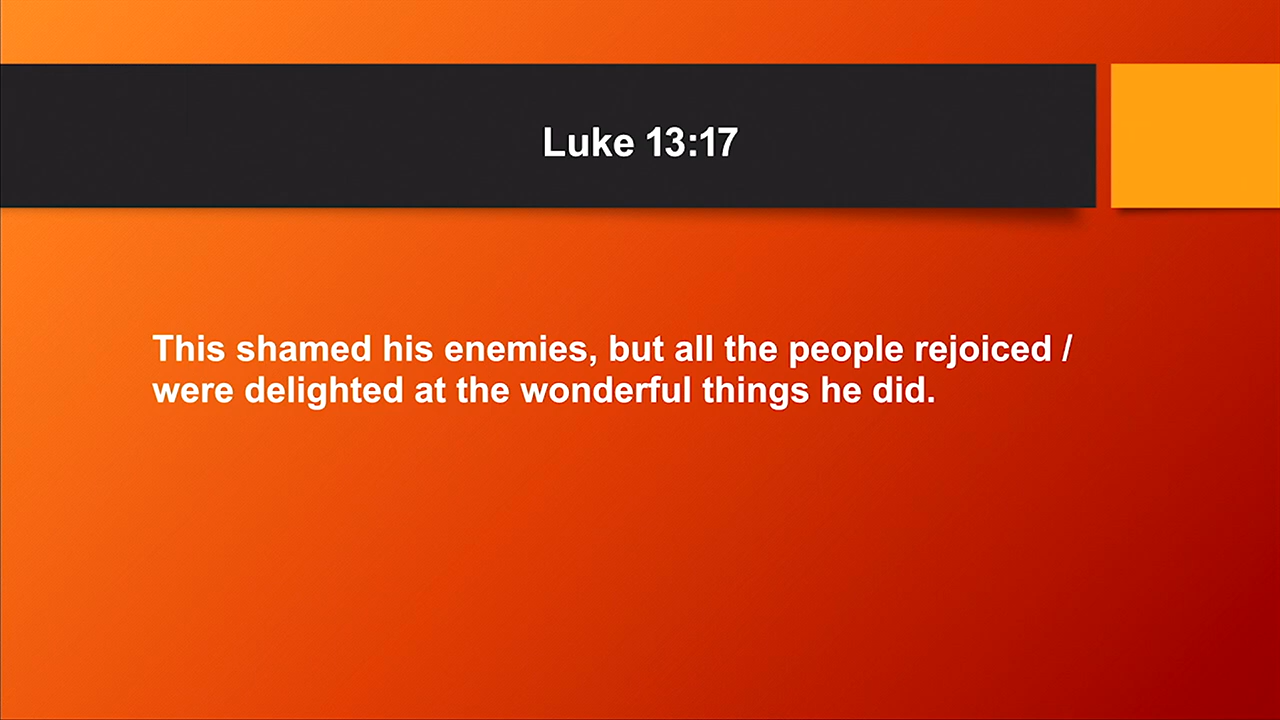 Luke 13:17
This shamed his enemies, but all the people rejoiced /
were delighted at the wonderful things he did.